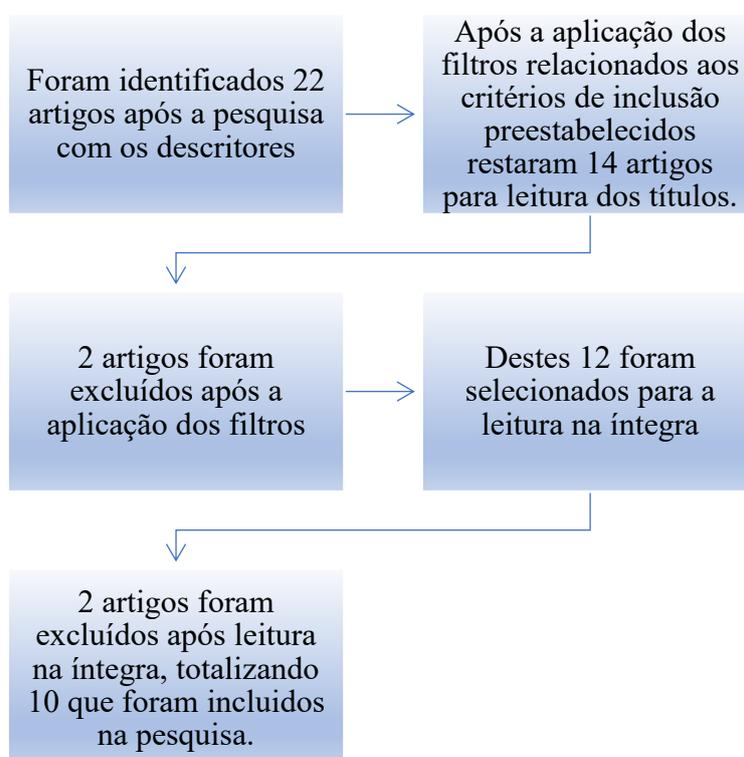 Foram identificados 22
artigos após a pesquisa
com os descritores
Após a aplicação dos
filtros relacionados aos
critérios de inclusão
preestabelecidos
restaram 14 artigos
para leitura dos títulos.
2 artigos foram
excluídos após a
aplicação dos filtros
Destes 12 foram
selecionados para a
leitura na íntegra
2 artigos foram
excluídos após leitura
na íntegra, totalizando
10 que foram incluidos
na pesquisa.